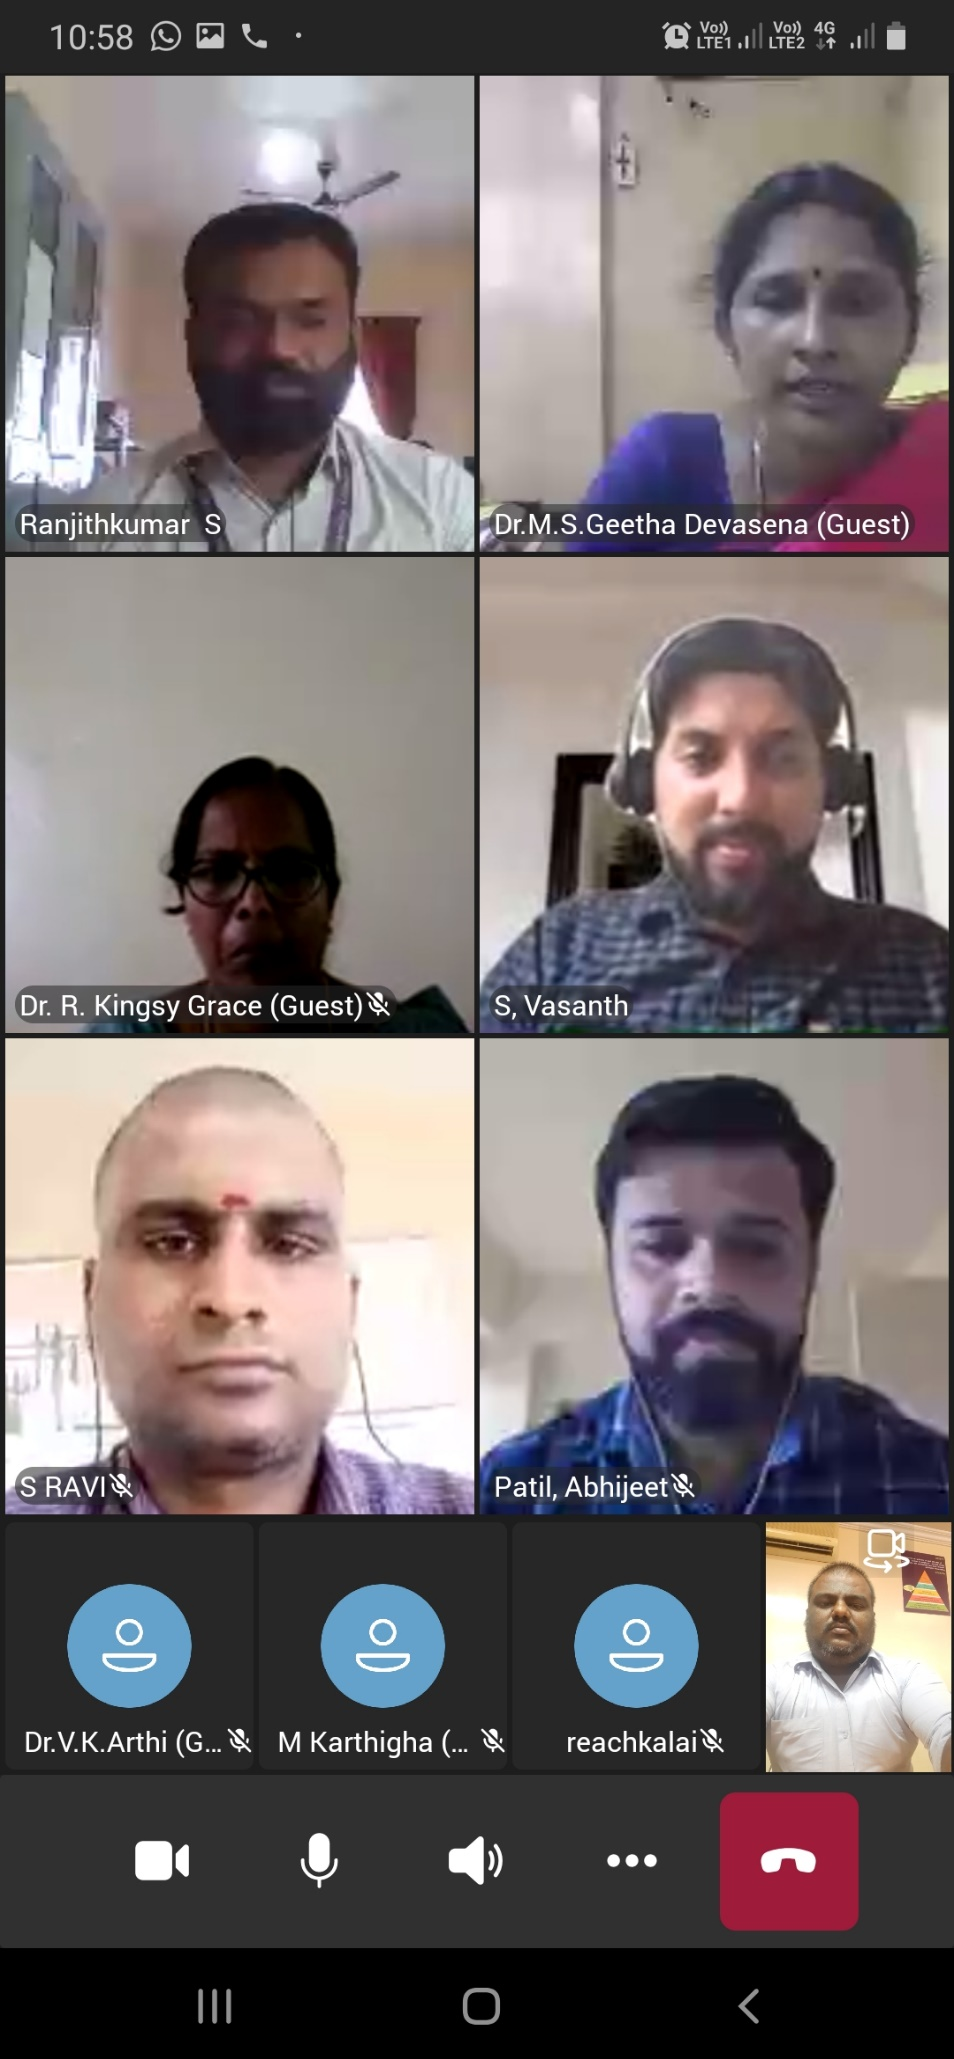 10:58
Vo)) LTE1 Vo)) LTE2 4G
Ranjithkumar S
Dr.M.S.Geetha Devasena (Guest)
Dr. R. Kingsy Grace (Guest)
S, Vasanth
S RAVI
Patil, Abhijeet
Dr.V.K.Arthi (G...
M Karthigha (...
reachkalai